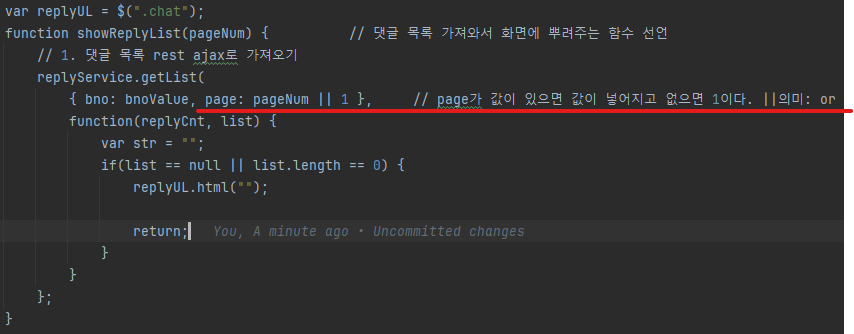 var replyUL = $(".chat");
function showReplyList(pageNum) { // 댓글 목록 가져와서 화면에 뿌려주는 함수 선언
// 1. 댓글 목록 rest ajax로 가져오기
replyService.getList(
{ bno: bnoValue, page: pageNum || 1 }, // page가 값이 있으면 값이 넣어지고 없으면 1이다. ||의미: or
function(replyCnt, list) {
var str = "";
if(list == null || list.length == 0) {
replyUL.html("");
return; You, A minute ago • Uncommitted changes
}
}
};
}